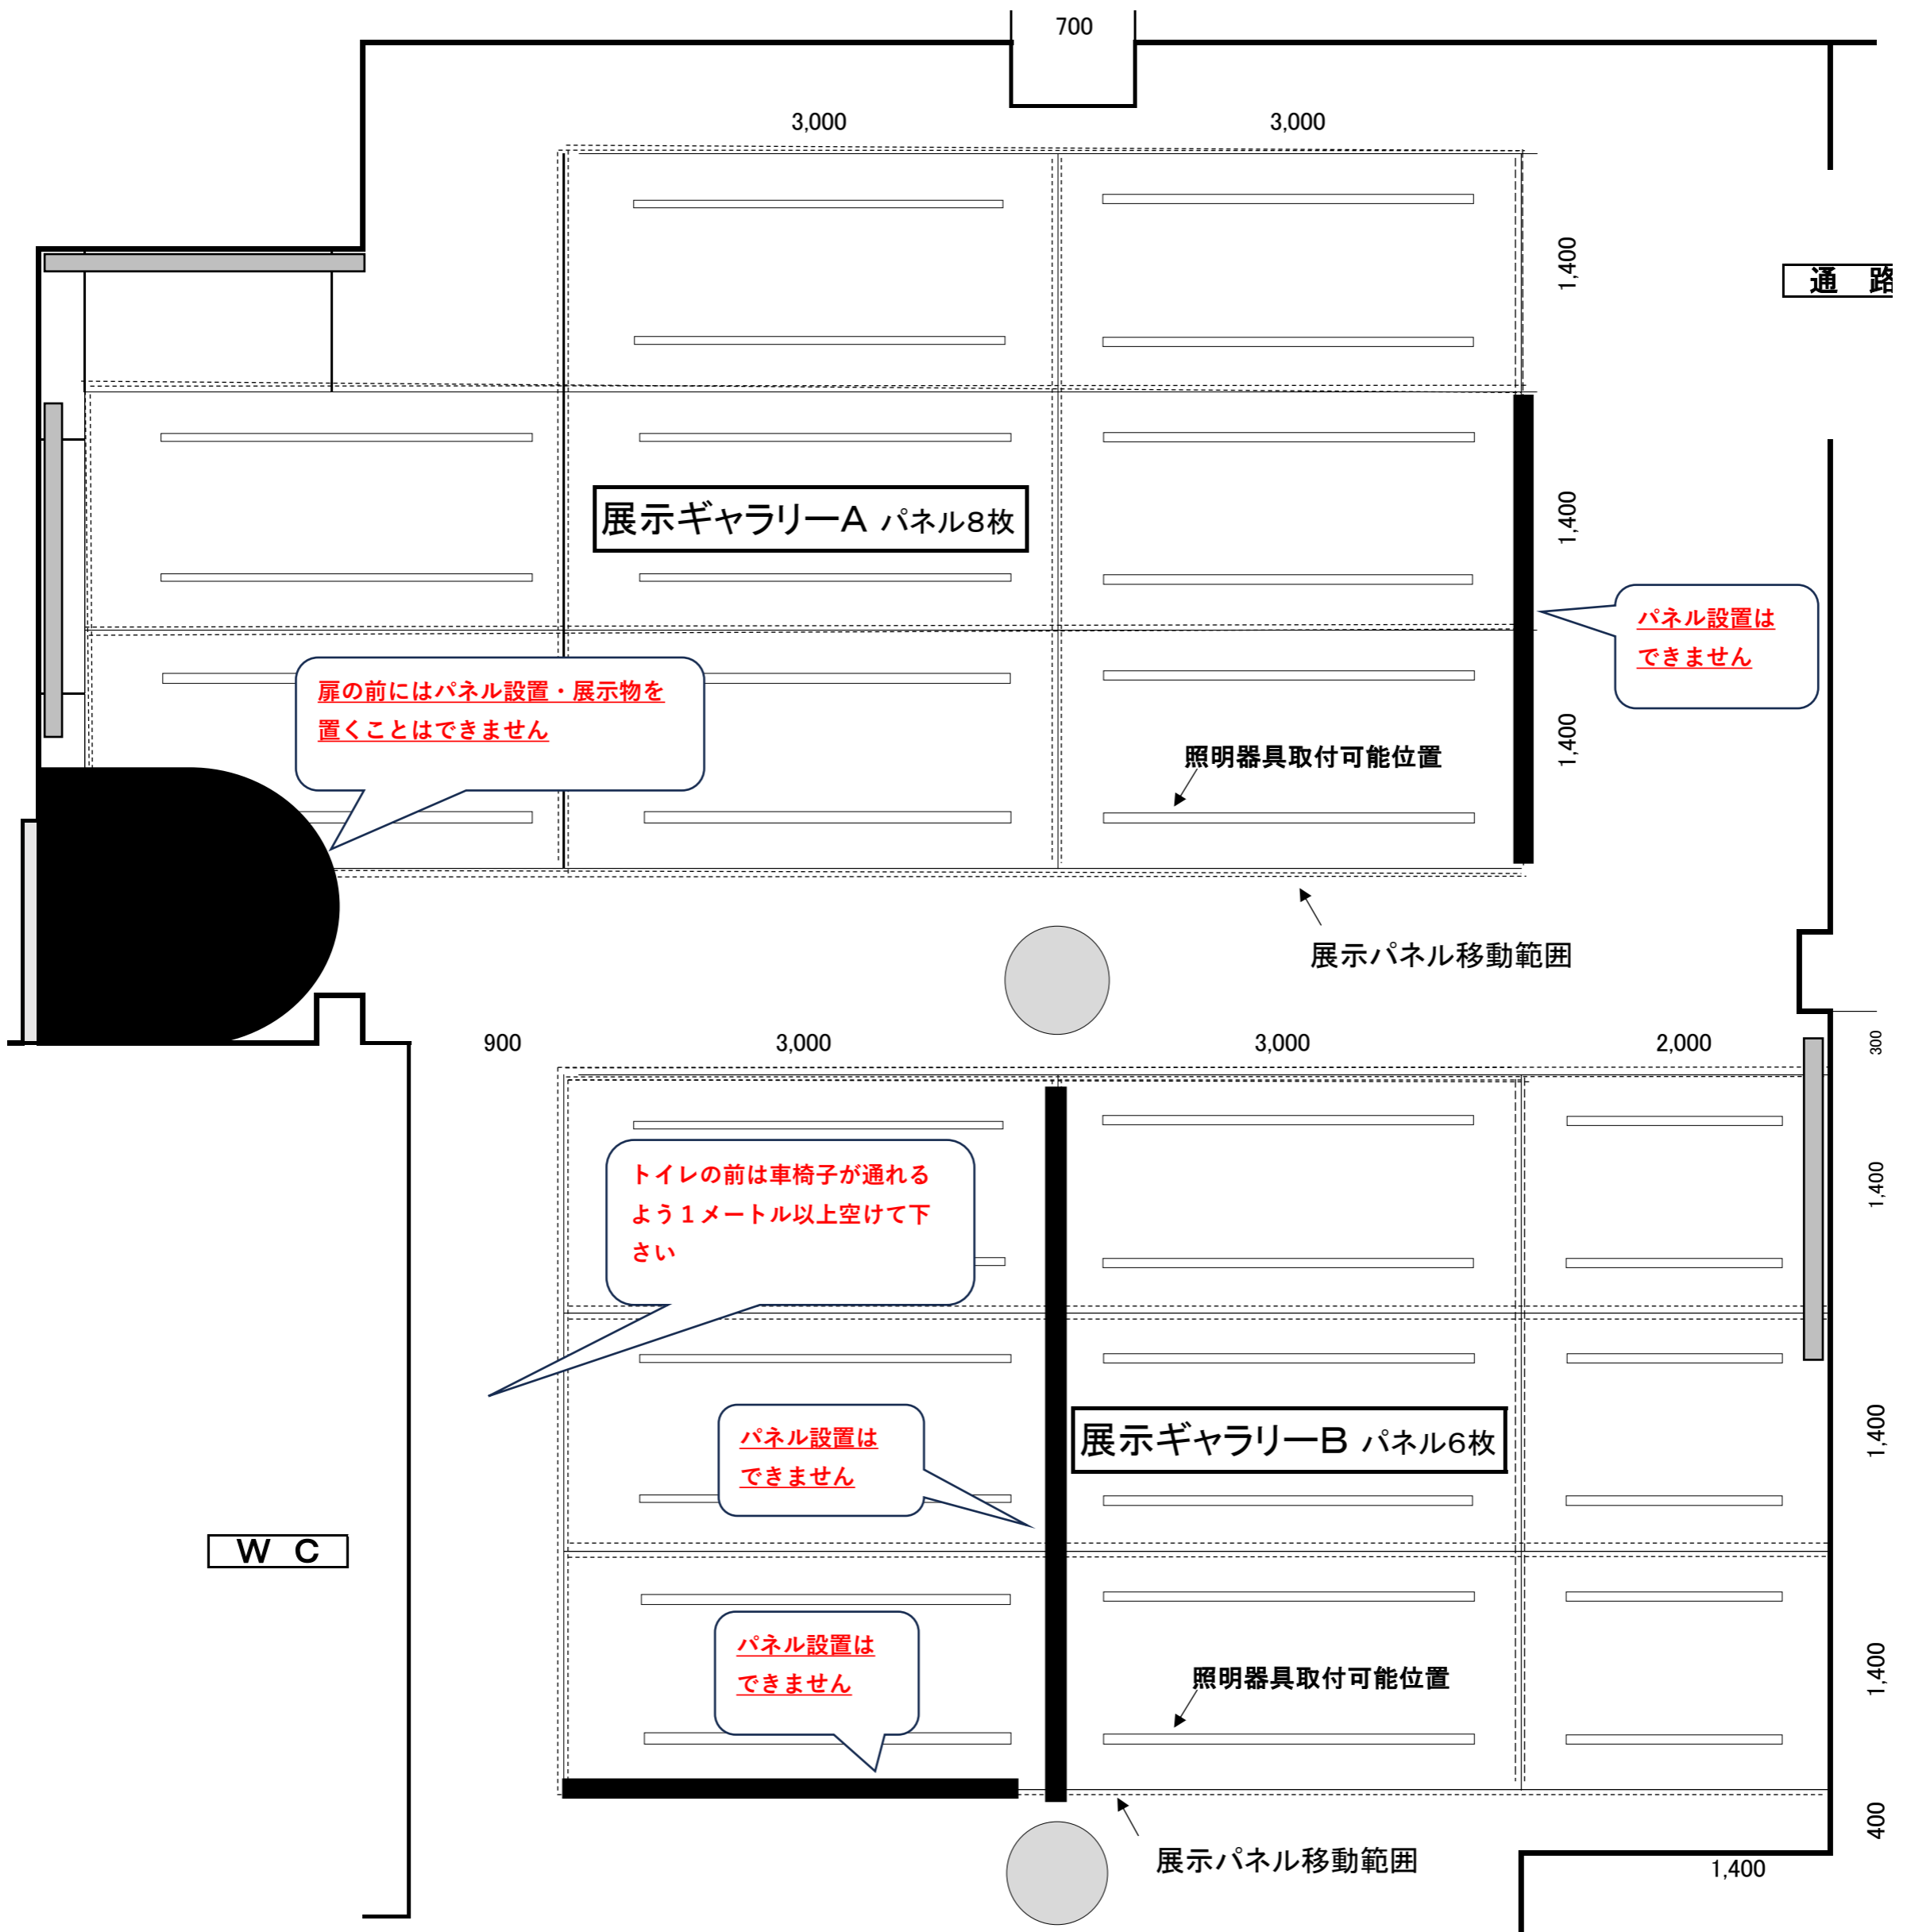 700
3,000
3,000
1,400
通 路
展示ギャラリーA パネル8枚
1,400
パネル設置は
できません
扉の前にはパネル設置・展示物を
置くことはできません
1,400
照明器具取付可能位置
展示パネル移動範囲
900
3,000
3,000
2,000
300
トイレの前は車椅子が通れる
よう１メートル以上空けて下
さい
1,400
パネル設置は
できません
展示ギャラリーB パネル6枚
1,400
W C
パネル設置は
できません
照明器具取付可能位置
1,400
展示パネル移動範囲
400
1,400